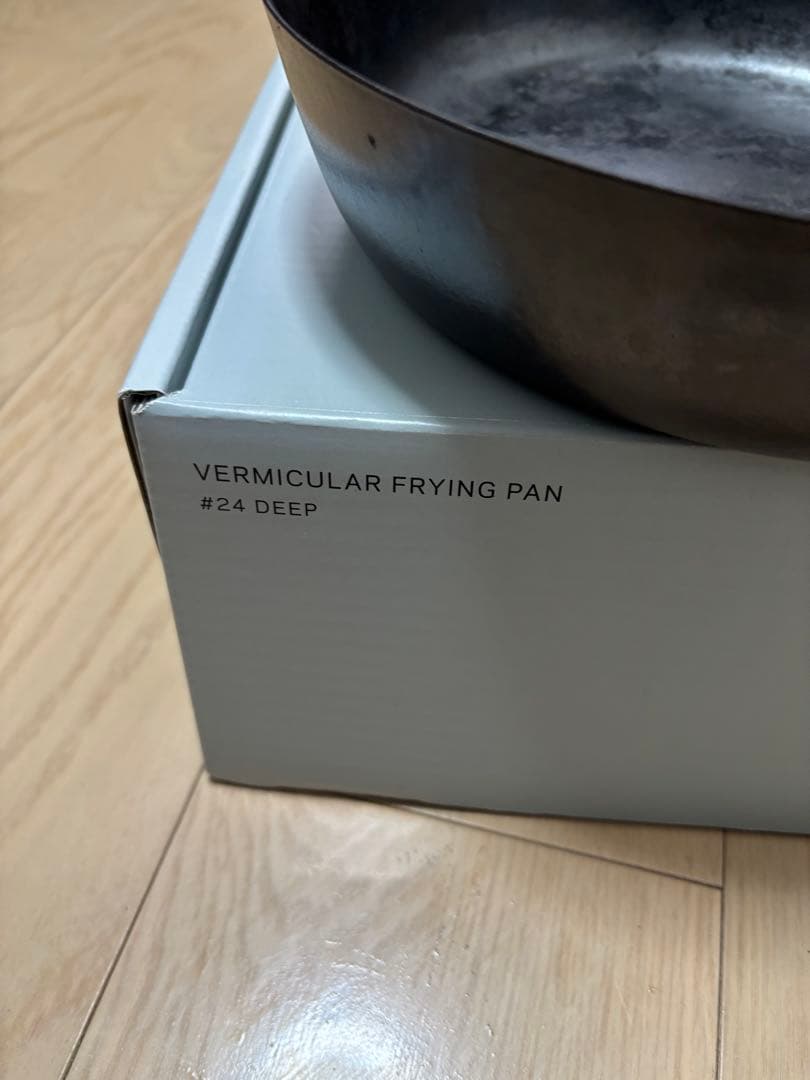 VERMICULAR FRYING PAN
#24 DEEP